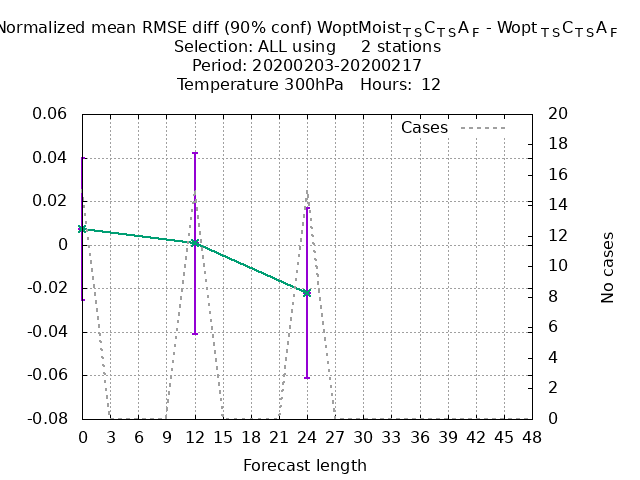 Normalized mean RMSE diff (90% conf) WoptMoistTSCTSAF - WoptTSCTSAF
Selection: ALL using 2 stations
Period: 20200203-20200217
Temperature 300hPa Hours: 12
Cases
0.06
0.04
0.02
0
-0.02
-0.04
-0.06
-0.08
20
18
16
14
12
10
8
6
4
2
0
No cases
0 3 6 9 12 15 18 21 24 27 30 33 36 39 42 45 48
Forecast length